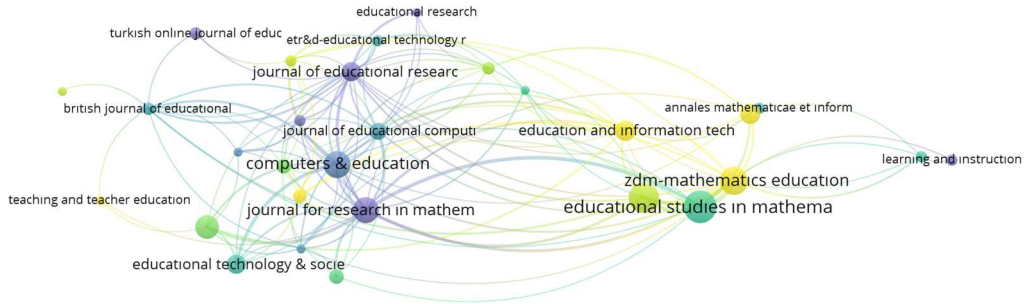 educational research
turkish online journal of educ
etr&d-educational technology r
journal of educational researc
british journal of educational
annales mathematicae et inform
journal of educational computi
education and information tech
computers & education
learning and instruction
zdm-mathematics education
teaching and teacher education
journal for research in mathem
educational studies in mathema
educational technology & socie